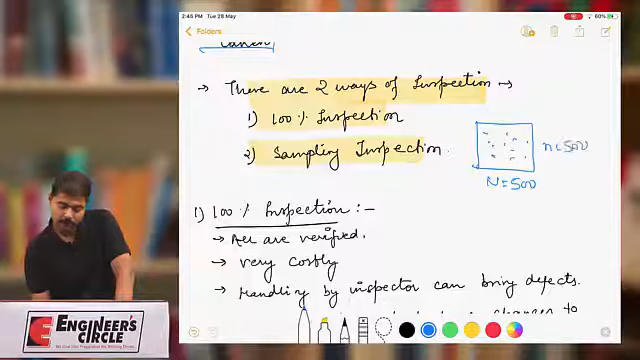 2:45 PM Tue 28 May
60%
Folders
→ There are 2 ways of Inspection →
1) 100% Inspection
2) Sampling Inspection.
n=500
N=500
1) 100% Inspection :-
→ All are verified.
→ Very costly
→ Handling by inspector can bring defects.
ENGINEER'S
CIRCLE